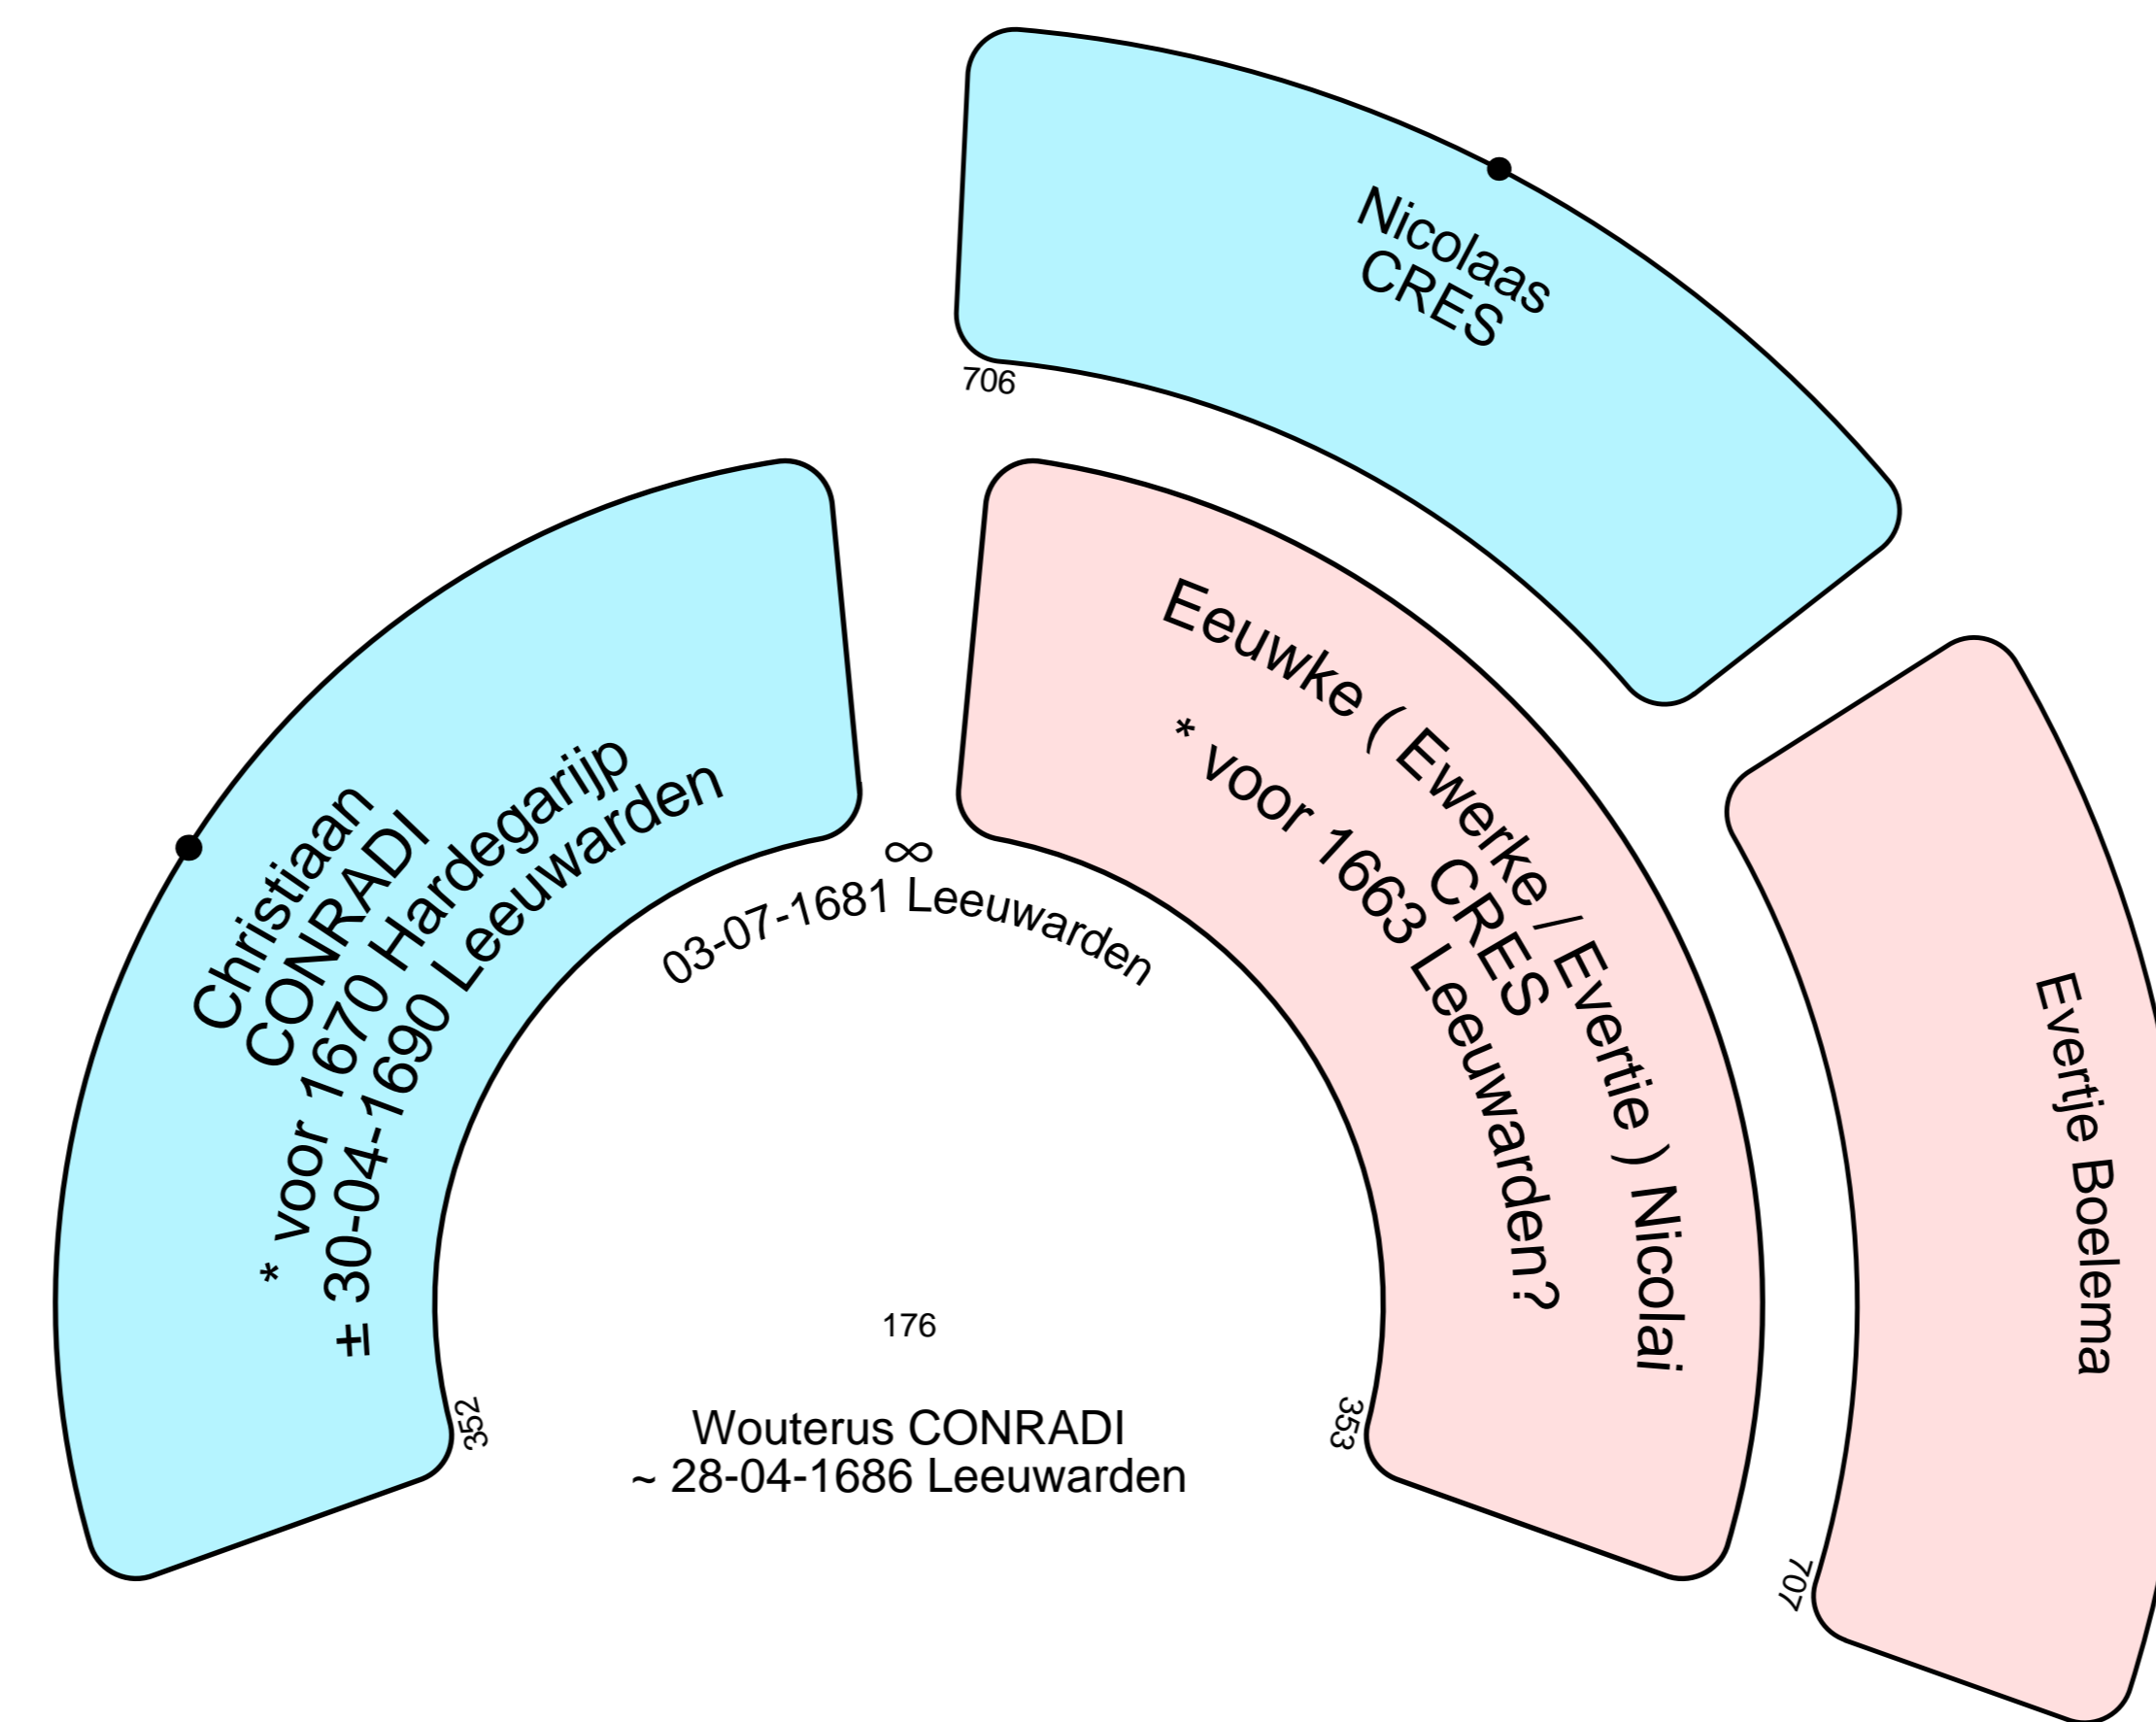 Nicolaas
CRES
706
Eeuwke ( Ewerke / Evertie ) Nicolai
CRES
* voor 1663 Leeuwarden?
Christiaan
CONRADI
* voor 1670 Hardegarijp
± 30-04-1690 Leeuwarden
∞
03-07-1681 Leeuwarden
Evertje Boelema
176
352
353
Wouterus CONRADI
~ 28-04-1686 Leeuwarden
707